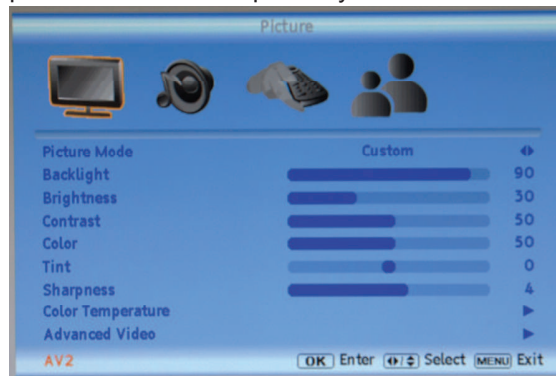 Picture
Picture Mode Custom
Backlight 90
Brightness 30
Contrast 50
Color 50
Tint 0
Sharpness 4
Color Temperature
Advanced Video
AV2 OK Enter Select MENU Exit